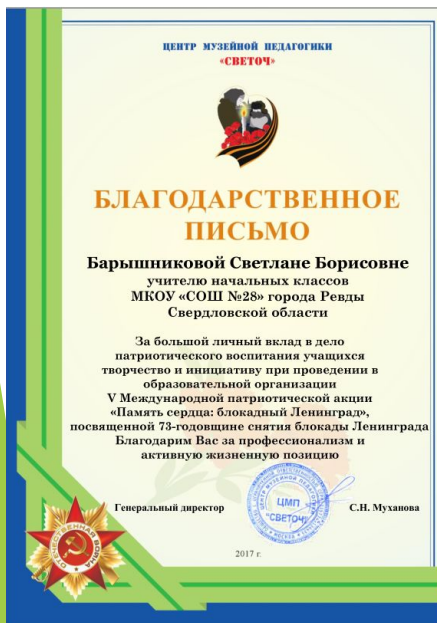 ЦЕНТР МУЗЕЙНОЙ ПЕДАГОГИКИ
«СВЕТОЧ»
БЛАГОДАРСТВЕННОЕ
ПИСЬМО
Барышниковой Светлане Борисовне
учителю начальных классов
МКОУ «СОШ №28» города Ревды
Свердловской области
За большой личный вклад в дело
патриотического воспитания учащихся
творчество и инициативу при проведении в
образовательной организации
V Международной патриотической акции
«Память сердца: блокадный Ленинград»,
посвященной 73-годовщине снятия блокады Ленинграда
Благодарим Вас за профессионализм и
активную жизненную позицию
Генеральный директор
ЦМП
"СВЕТОЧ"
С.Н. Муханова
ОТЕЧЕСТВЕННАЯ ВОЙНА
2017 г.